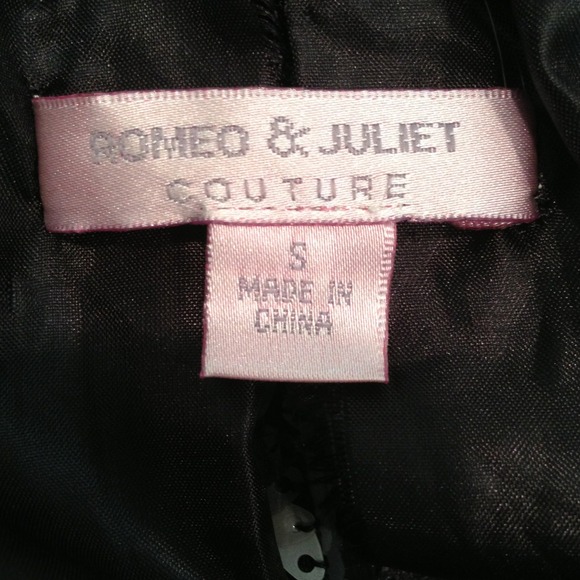 ROMEO & JULIET
COUTURE
S
MADE IN
CHINA